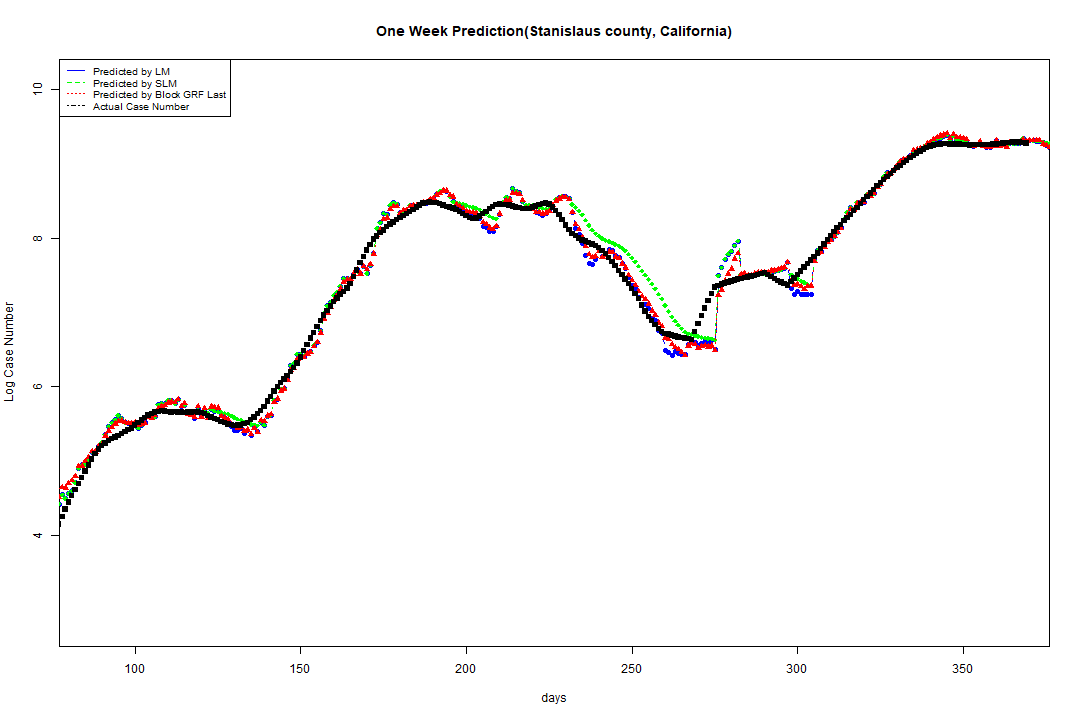 One Week Prediction(Stanislaus county, California)
Predicted by LM
Predicted by SLM
Predicted by Block GRF Last
Actual Case Number
10
8
6
4
Log Case Number
100 150 200 250 300 350
days